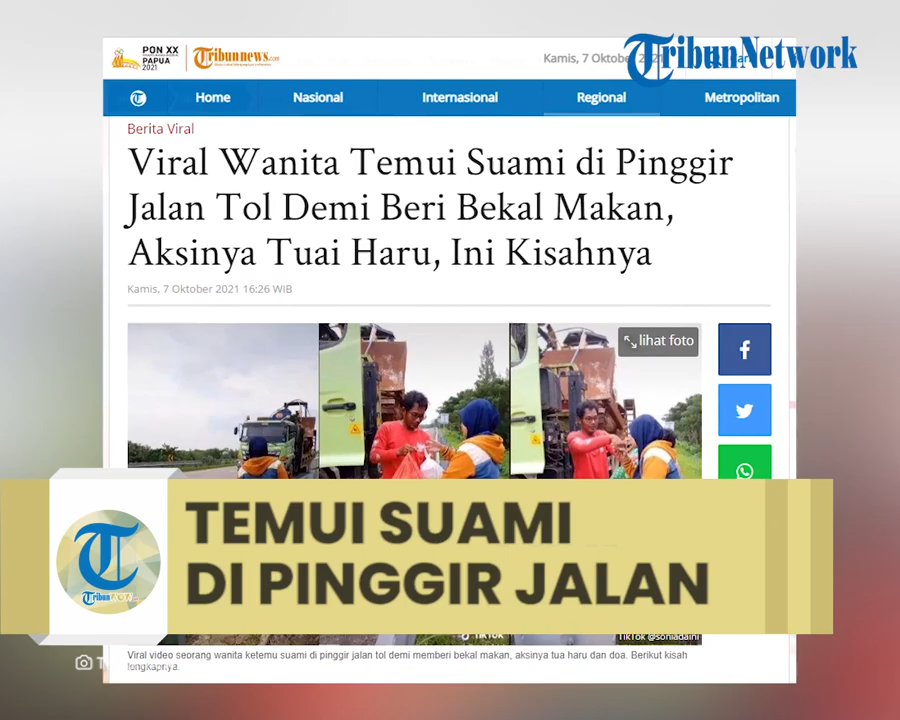 PON XX
PAPUA
2021
Tribunnews.com
Kamis, 7 Oktober 2021
TribunNetwork
Home
Nasional
Internasional
Regional
Metropolitan
Berita Viral
Viral Wanita Temui Suami di Pinggir
Jalan Tol Demi Beri Bekal Makan,
Aksinya Tuai Haru, Ini Kisahnya
Kamis, 7 Oktober 2021 16:26 WIB
lihat foto
TEMUI SUAMI
DI PINGGIR JALAN
Tribun
TikTok
TikTok @soniadaini
Viral video seorang wanita ketemu suami di pinggir jalan tol demi memberi bekal makan, aksinya tua haru dan doa. Berikut kisah
lengkapnya.